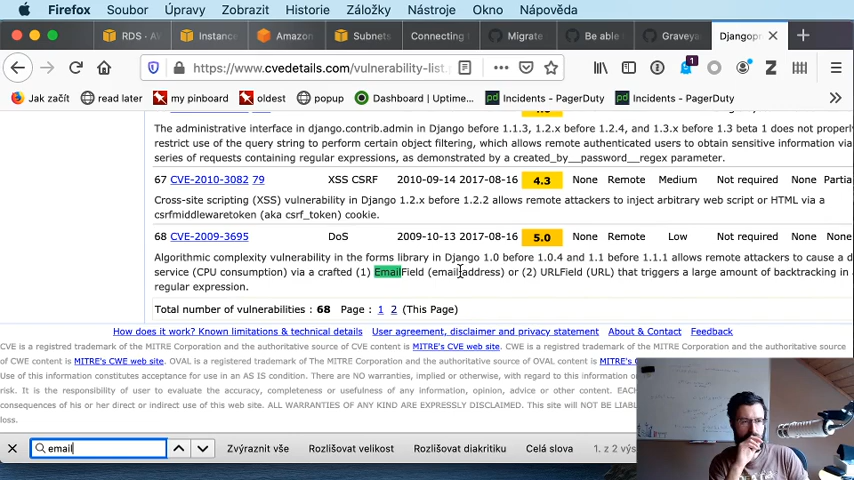 Firefox Soubor Úpravy Zobrazit Historie Záložky Nástroje Okno Nápověda
RDS - AW Instance Amazon Subnets Connecting Migrate Be able Graveya Djangopr
https://www.cvedetails.com/vulnerability-list.
Jak začít read later my pinboard oldest popup Dashboard | Uptime... Incidents - PagerDuty Incidents - PagerDuty
The administrative interface in django.contrib.admin in Django before 1.1.3, 1.2.x before 1.2.4, and 1.3.x before 1.3 beta 1 does not properly
restrict use of the query string to perform certain object filtering, which allows remote authenticated users to obtain sensitive information via
series of requests containing regular expressions, as demonstrated by a created_by__password__regex parameter.
67 CVE-2010-3082 79 XSS CSRF 2010-09-14 2017-08-16 4.3 None Remote Medium Not required None Partia
Cross-site scripting (XSS) vulnerability in Django 1.2.x before 1.2.2 allows remote attackers to inject arbitrary web script or HTML via a
csrfmiddlewaretoken (aka csrf_token) cookie.
68 CVE-2009-3695 DoS 2009-10-13 2017-08-16 5.0 None Remote Low Not required None None
Algorithmic complexity vulnerability in the forms library in Django 1.0 before 1.0.4 and 1.1 before 1.1.1 allows remote attackers to cause a d
service (CPU consumption) via a crafted (1) EmailField (email address) or (2) URLField (URL) that triggers a large amount of backtracking in
regular expression.
Total number of vulnerabilities : 68 Page : 1 2 (This Page)
How does it work? Known limitations & technical details User agreement, disclaimer and privacy statement About & Contact Feedback
CVE is a registered trademark of the MITRE Corporation and the authoritative source of CVE content is MITRE's CVE web site. CWE is a registered trademark of the MITRE Corporation and the authoritative source
of CWE content is MITRE's CWE web site. OVAL is a registered trademark of The MITRE Corporation and the authoritative source of OVAL content is MITRE's O
Use of this information constitutes acceptance for use in an AS IS condition. There are NO warranties, implied or otherwise, with regard to this information o
risk. It is the responsibility of user to evaluate the accuracy, completeness or usefulness of any information, opinion, advice or other content. EAC
consequences of his or her direct or indirect use of this web site. ALL WARRANTIES OF ANY KIND ARE EXPRESSLY DISCLAIMED. This site will NOT BE LIABL
loss.
email Zvýraznit vše Rozlišovat velikost Rozlišovat diakritiku Celá slova 1. z 2 výs